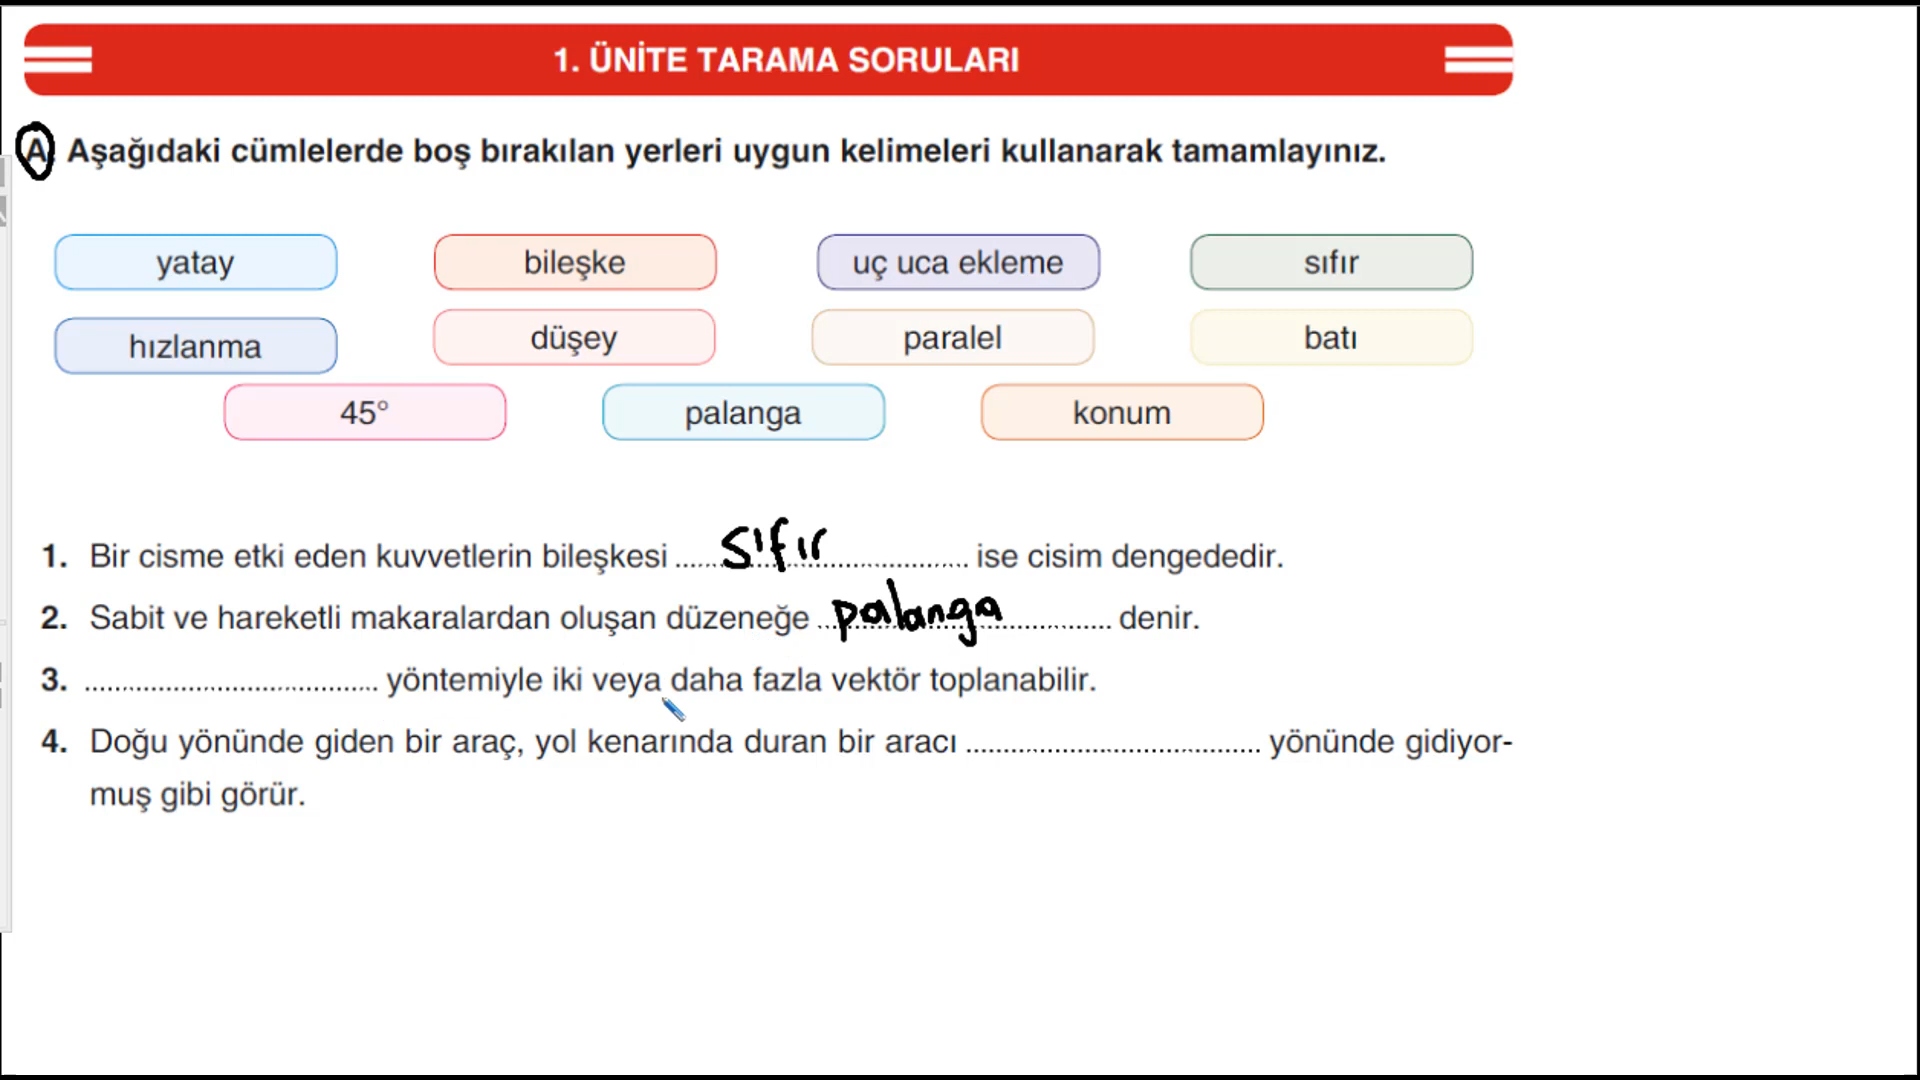 1. ÜNİTE TARAMA SORULARI
A Aşağıdaki cümlelerde boş bırakılan yerleri uygun kelimeleri kullanarak tamamlayınız.
yatay bileşke uç uca ekleme sıfır
hızlanma düşey paralel batı
45° palanga konum
1. Bir cisme etki eden kuvvetlerin bileşkesi ..... sıfır ..... ise cisim dengededir.
2. Sabit ve hareketli makaralardan oluşan düzeneğe ..... palanga ..... denir.
3. ................................... yöntemiyle iki veya daha fazla vektör toplanabilir.
4. Doğu yönünde giden bir araç, yol kenarında duran bir aracı ................................... yönünde gidiyor-
muş gibi görür.